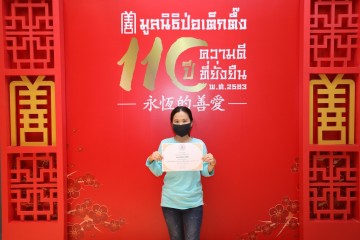 善 มูลนิธิป่อเต็กตึ๊ง
110 ปี ความดี
ที่ยั่งยืน
พ.ศ.2563
永恆的善愛
善
善